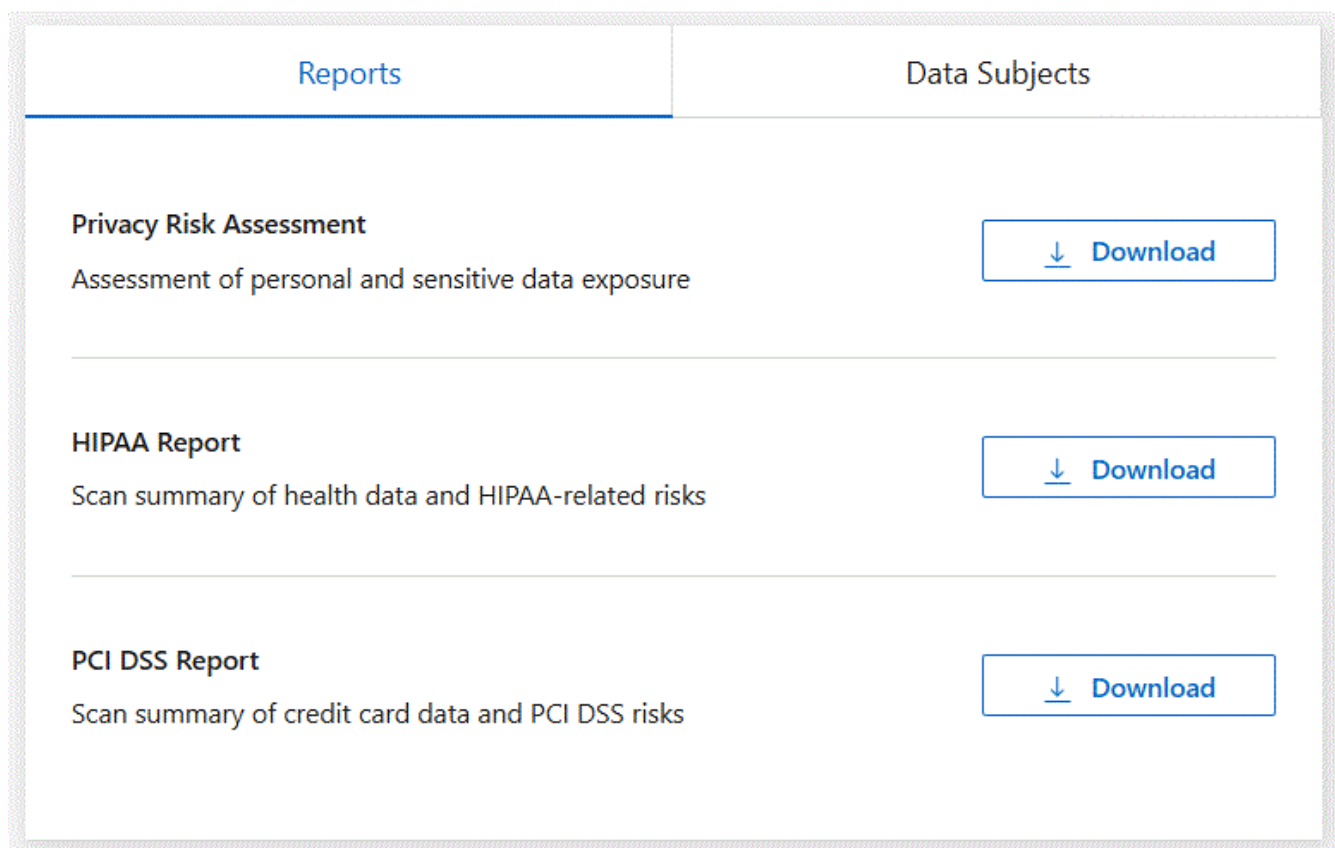 Reports
Data Subjects
Privacy Risk Assessment
Download
Assessment of personal and sensitive data exposure
HIPAA Report
Download
Scan summary of health data and HIPAA-related risks
PCI DSS Report
Download
Scan summary of credit card data and PCI DSS risks